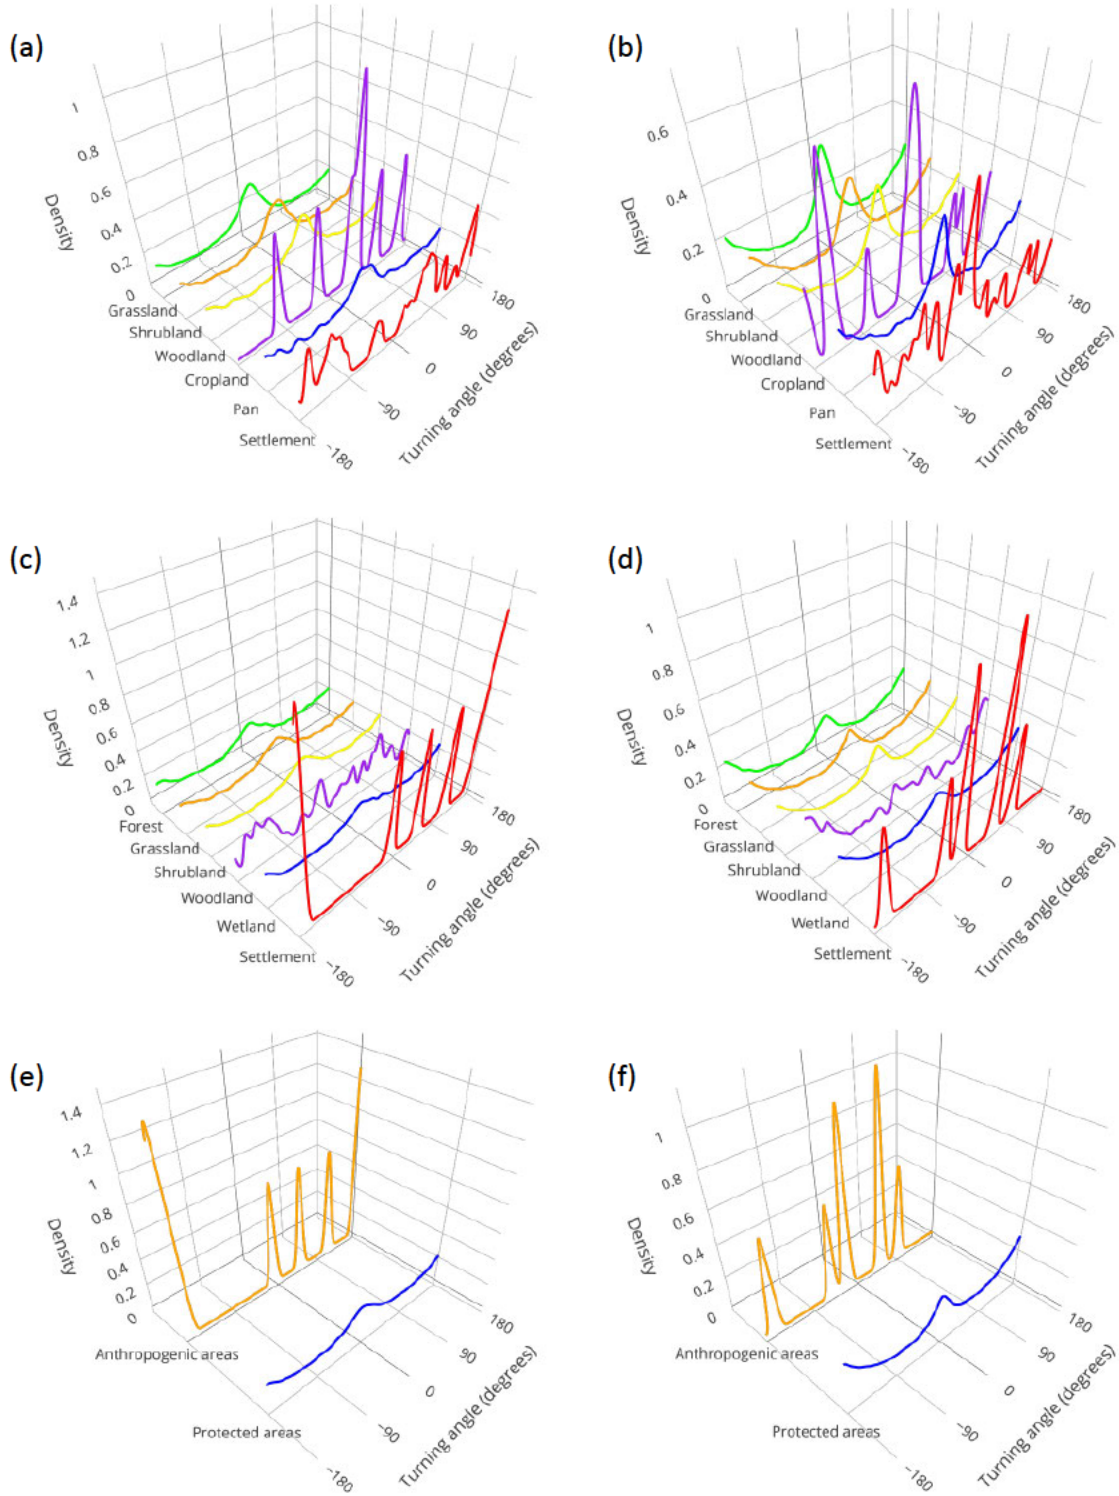 (a)
1
0.8
0.6
0.4
0.2
0
Density
Grassland
Shrubland
Woodland
Cropland
Pan
Settlement
−180
−90
0
90
180
Turning angle (degrees)
(b)
0.6
0.4
0.2
0
Density
Grassland
Shrubland
Woodland
Cropland
Pan
Settlement
−180
−90
0
90
180
Turning angle (degrees)
(c)
1.4
1.2
1
0.8
0.6
0.4
0.2
0
Density
Forest
Grassland
Shrubland
Woodland
Wetland
Settlement
−180
−90
0
90
180
Turning angle (degrees)
(d)
1
0.8
0.6
0.4
0.2
0
Density
Forest
Grassland
Shrubland
Woodland
Wetland
Settlement
−180
−90
0
90
180
Turning angle (degrees)
(e)
1.4
1.2
1
0.8
0.6
0.4
0.2
0
Density
Anthropogenic areas
Protected areas
−180
−90
0
90
180
Turning angle (degrees)
(f)
1
0.8
0.6
0.4
0.2
0
Density
Anthropogenic areas
Protected areas
−180
−90
0
90
180
Turning angle (degrees)